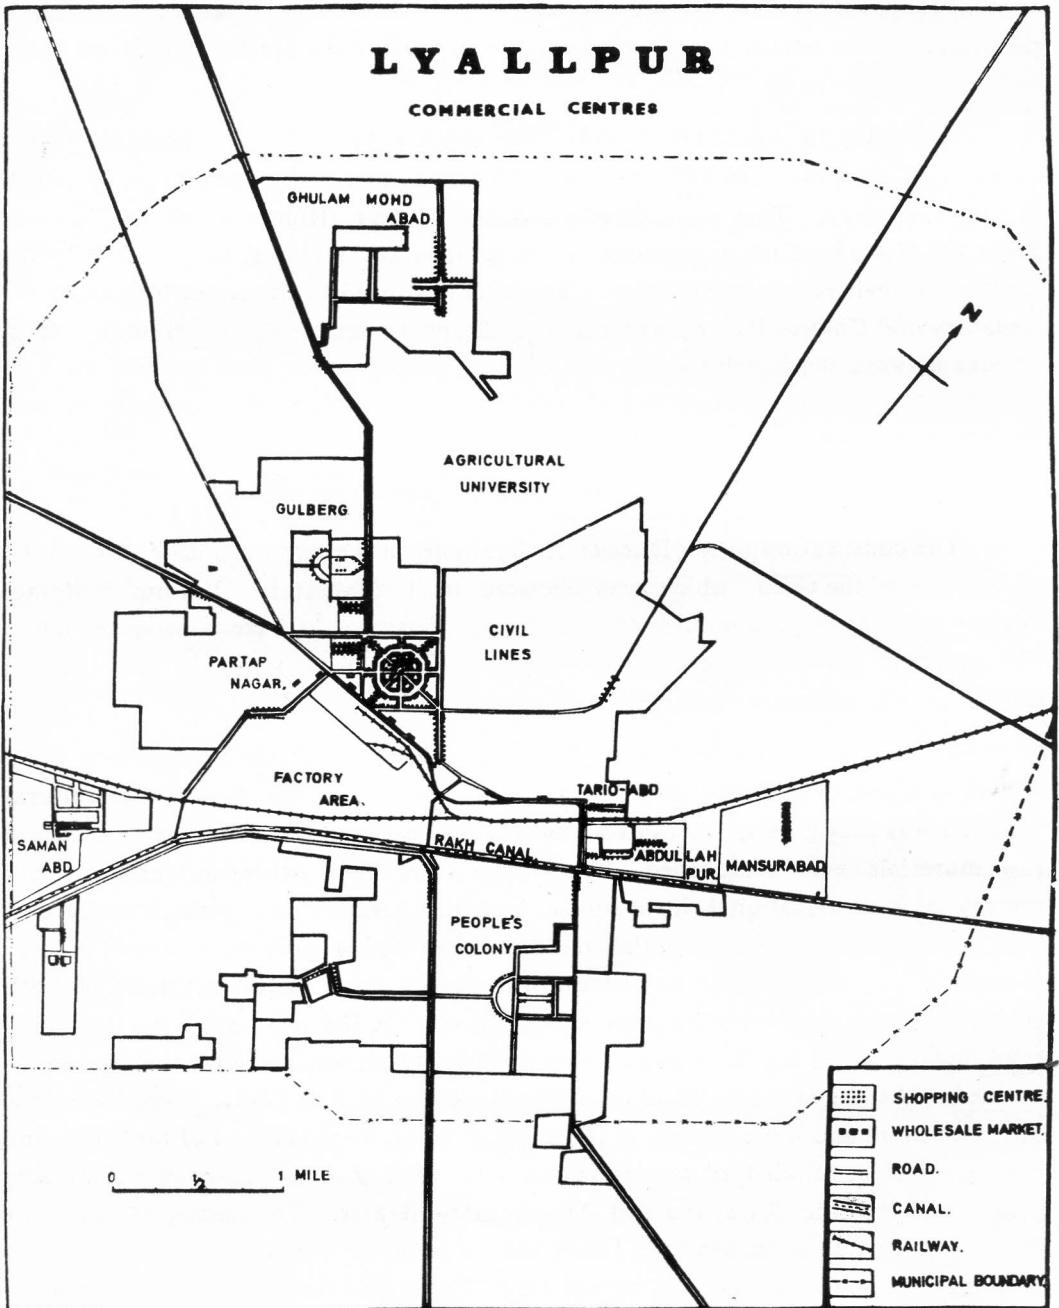 LYALLPUR
COMMERCIAL CENTRES
GHULAM MOHD
ABAD.
N
AGRICULTURAL
UNIVERSITY
GULBERG
CIVIL
LINES
PARTAP
NAGAR.
FACTORY
AREA.
TARIQ-ABD
SAMAN
ABD
RAKH CANAL.
ABDULLAH
PUR.
MANSURABAD
PEOPLE'S
COLONY
0 ½ 1 MILE
SHOPPING CENTRE.
WHOLESALE MARKET.
ROAD.
CANAL.
RAILWAY.
MUNICIPAL BOUNDARY.